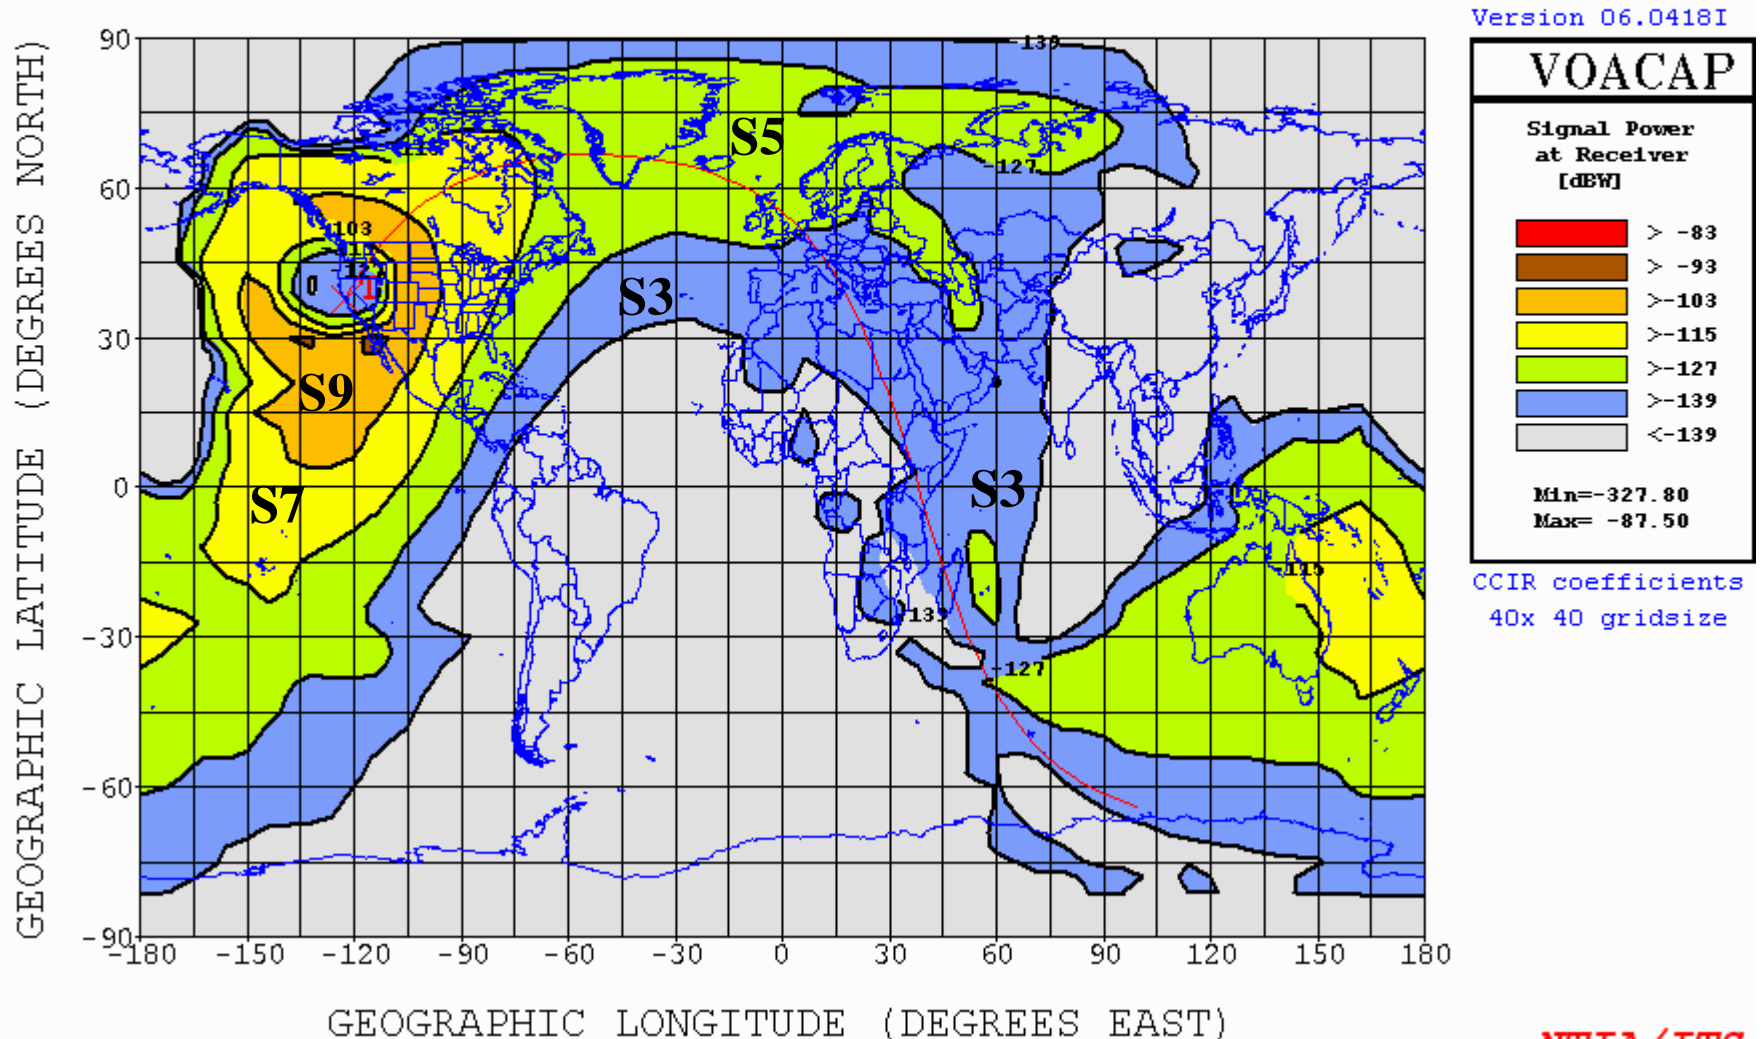 Version 06.0418I
VOACAP
Signal Power
at Receiver
[dBW]
> -83
> -93
>-103
>-115
>-127
>-139
<-139
Min=-327.80
Max= -87.50
CCIR coefficients
40x 40 gridsize
GEOGRAPHIC LATITUDE (DEGREES NORTH)
90
60
30
0
-30
-60
-90
-139
S5
-127
103
S3
S9
S7
S3
-115
-127
-180 -150 -120 -90 -60 -30 0 30 60 90 120 150 180
GEOGRAPHIC LONGITUDE (DEGREES EAST)
NTIA/ITS